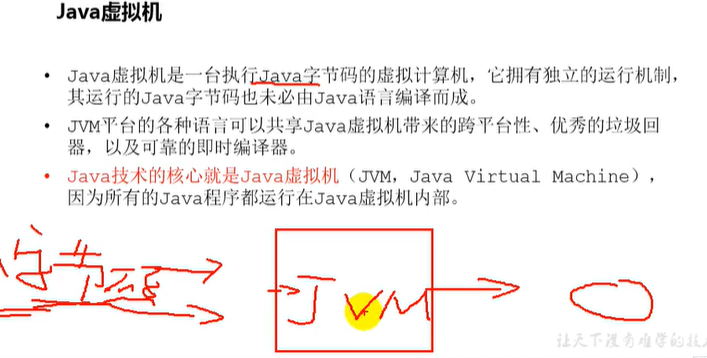 Java虚拟机
• Java虚拟机是一台执行Java字节码的虚拟计算机，它拥有独立的运行机制，
其运行的Java字节码也未必由Java语言编译而成。
• JVM平台的各种语言可以共享Java虚拟机带来的跨平台性、优秀的垃圾回
器，以及可靠的即时编译器。
• Java技术的核心就是Java虚拟机（JVM，Java Virtual Machine），
因为所有的Java程序都运行在Java虚拟机内部。
字节码
JVM
让天下没有难学的技